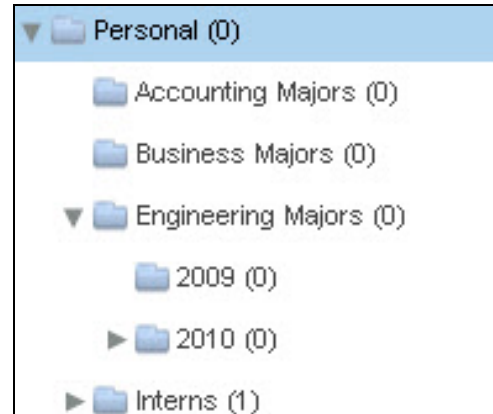 Personal (0)
Accounting Majors (0)
Business Majors (0)
Engineering Majors (0)
2009 (0)
2010 (0)
Interns (1)